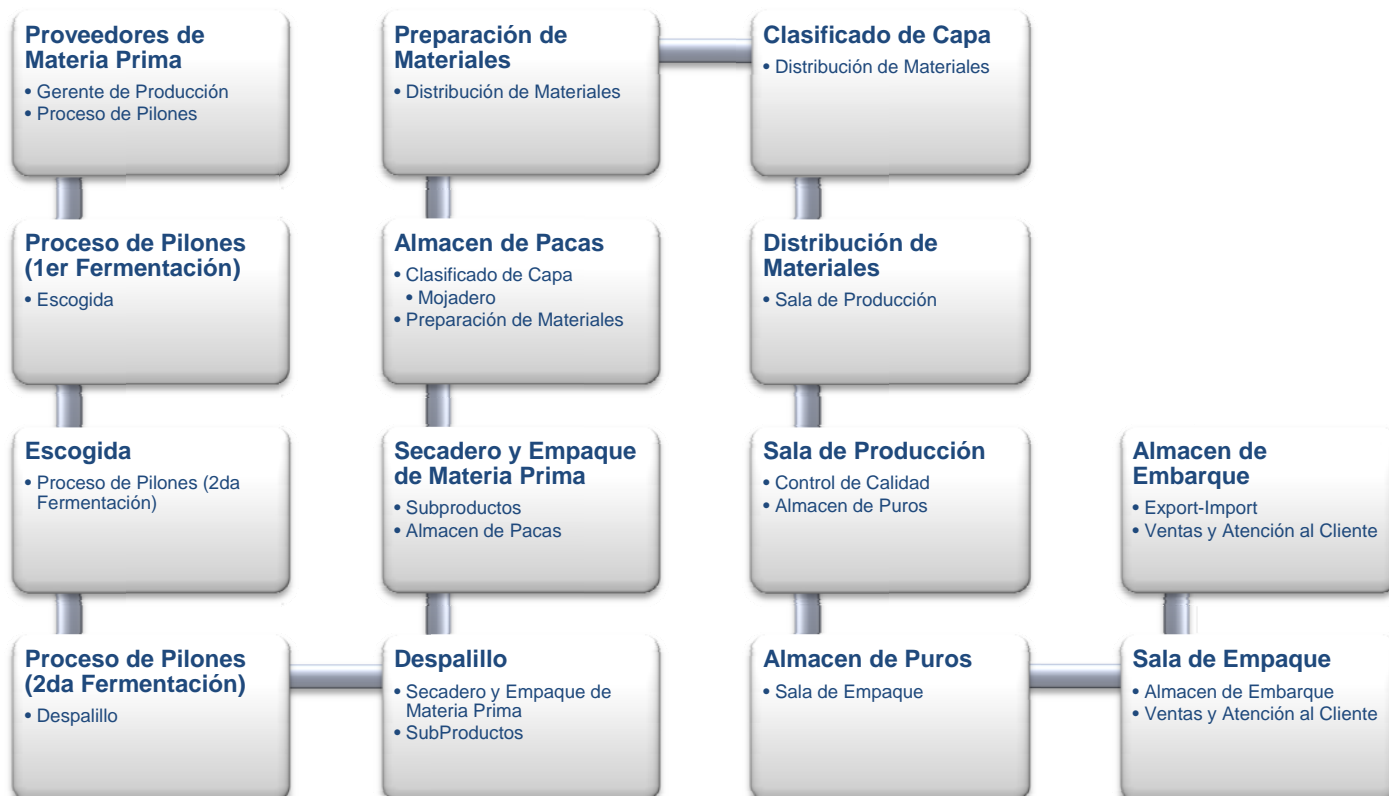 Proveedores de
Materia Prima
• Gerente de Producción
• Proceso de Pilones
Proceso de Pilones
(1er Fermentación)
• Escogida
Escogida
• Proceso de Pilones (2da
Fermentación)
Proceso de Pilones
(2da Fermentación)
• Despalillo
Despalillo
• Secadero y Empaque de
Materia Prima
• SubProductos
Secadero y Empaque
de Materia Prima
• Subproductos
• Almacen de Pacas
Almacen de Pacas
• Clasificado de Capa
• Mojadero
• Preparación de Materiales
Preparación de
Materiales
• Distribución de Materiales
Clasificado de Capa
• Distribución de Materiales
Distribución de
Materiales
• Sala de Producción
Sala de Producción
• Control de Calidad
• Almacen de Puros
Almacen de Puros
• Sala de Empaque
Sala de Empaque
• Almacen de Embarque
• Ventas y Atención al Cliente
Almacen de
Embarque
• Export-Import
• Ventas y Atención al Cliente